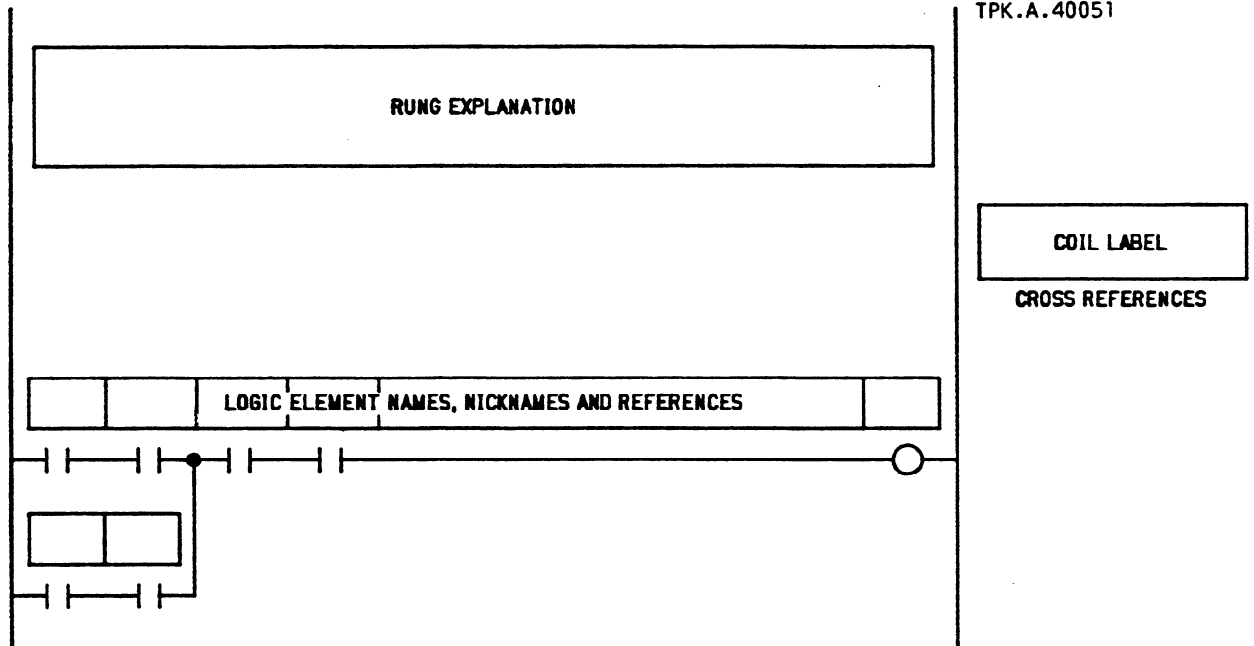 TPK.A.40051
RUNG EXPLANATION
COIL LABEL
CROSS REFERENCES
LOGIC ELEMENT NAMES, NICKNAMES AND REFERENCES